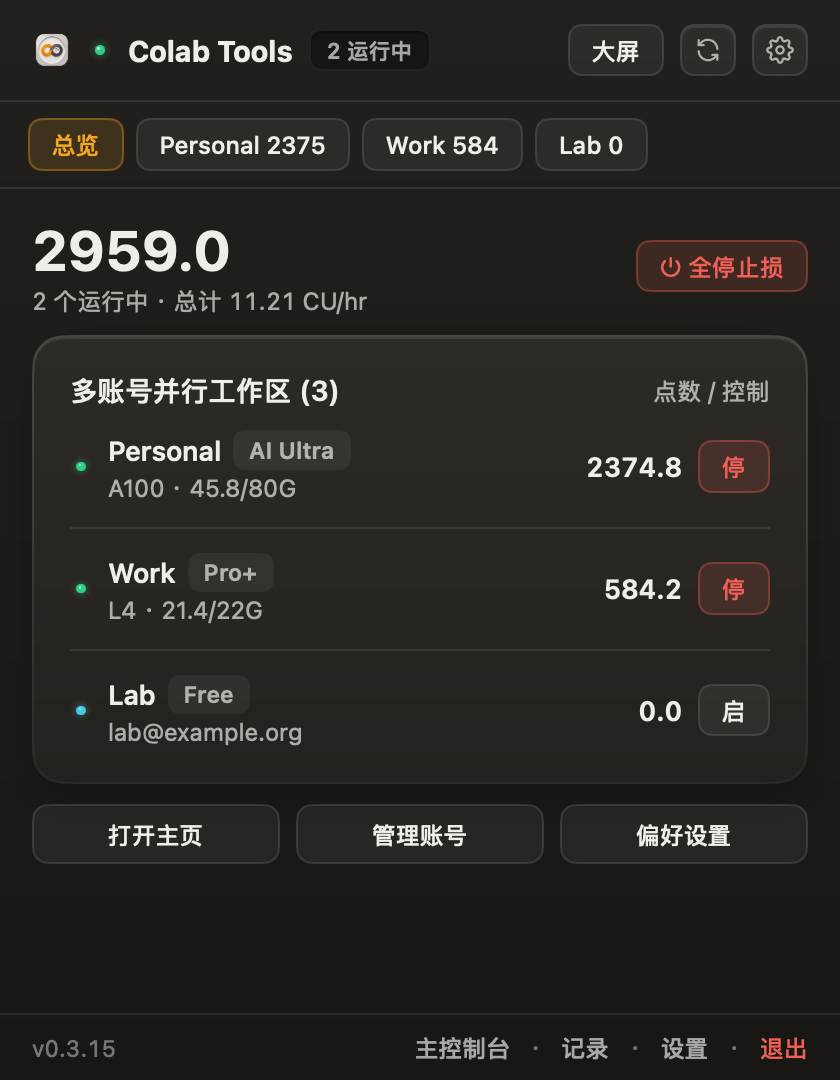 Colab Tools 2 运行中 大屏
总览 Personal 2375 Work 584 Lab 0
2959.0
全停止损
2 个运行中 · 总计 11.21 CU/hr
多账号并行工作区 (3) 点数 / 控制
Personal AI Ultra
2374.8 停
A100 · 45.8/80G
Work Pro+
584.2 停
L4 · 21.4/22G
Lab Free
0.0 启
lab@example.org
打开主页 管理账号 偏好设置
v0.3.15 主控制台 · 记录 · 设置 · 退出